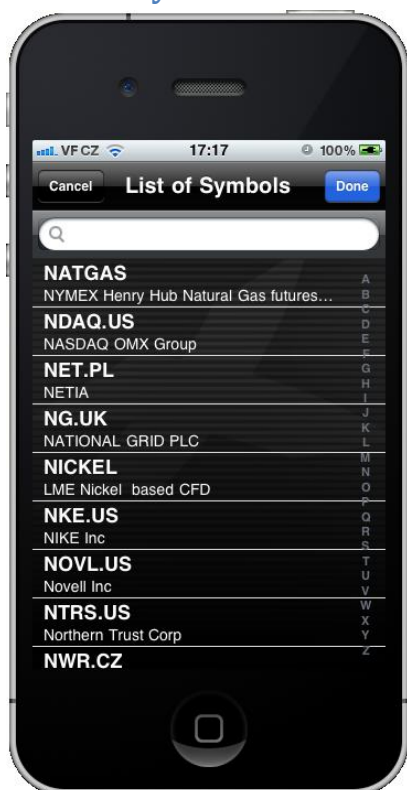 VF CZ 17:17 100%
Cancel List of Symbols Done
NATGAS
NYMEX Henry Hub Natural Gas futures...
NDAQ.US
NASDAQ OMX Group
NET.PL
NETIA
NG.UK
NATIONAL GRID PLC
NICKEL
LME Nickel based CFD
NKE.US
NIKE Inc
NOVL.US
Novell Inc
NTRS.US
Northern Trust Corp
NWR.CZ
A
B
C
D
E
F
G
H
I
J
K
L
M
N
O
P
Q
R
S
T
U
V
W
X
Y
Z